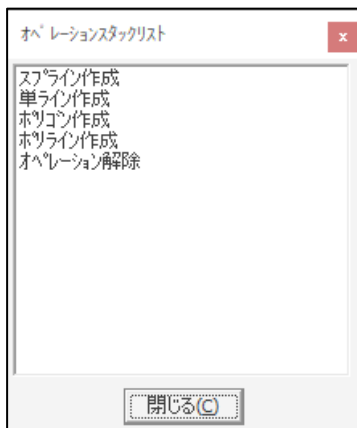 オペレーションスタックリスト
x
スプライン作成
単ライン作成
ポリゴン作成
ポリライン作成
オペレーション解除
閉じる(C)